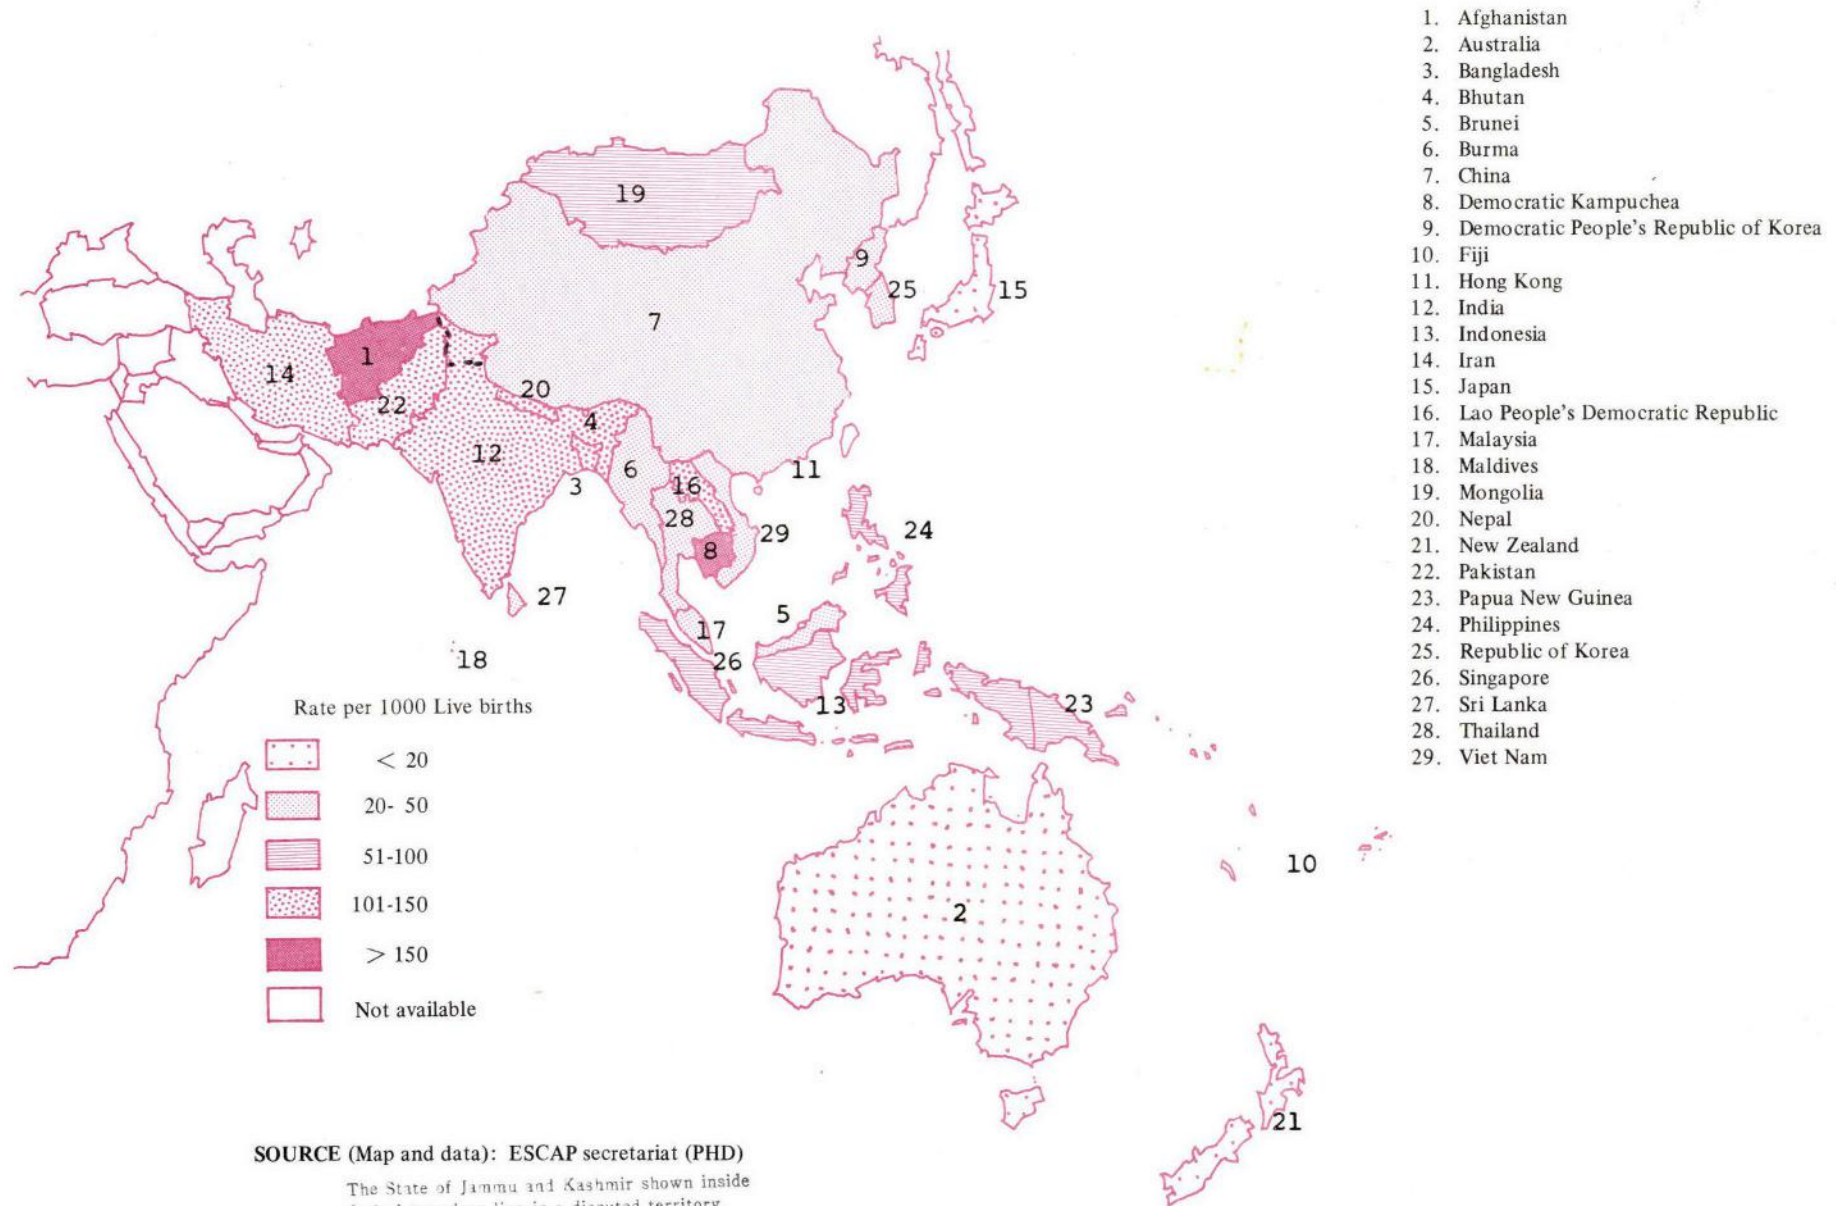 1. Afghanistan
2. Australia
3. Bangladesh
4. Bhutan
5. Brunei
6. Burma
7. China
8. Democratic Kampuchea
9. Democratic People's Republic of Korea
10. Fiji
11. Hong Kong
12. India
13. Indonesia
14. Iran
15. Japan
16. Lao People's Democratic Republic
17. Malaysia
18. Maldives
19. Mongolia
20. Nepal
21. New Zealand
22. Pakistan
23. Papua New Guinea
24. Philippines
25. Republic of Korea
26. Singapore
27. Sri Lanka
28. Thailand
29. Viet Nam
19
9
25
15
7
14
1
22
20
4
12
3
6
16
11
28
29
8
24
27
5
17
18
26
13
23
10
2
21
Rate per 1000 Live births
< 20
20- 50
51-100
101-150
> 150
Not available
SOURCE (Map and data): ESCAP secretariat (PHD)
The State of Jammu and Kashmir shown inside
line is a disputed territory